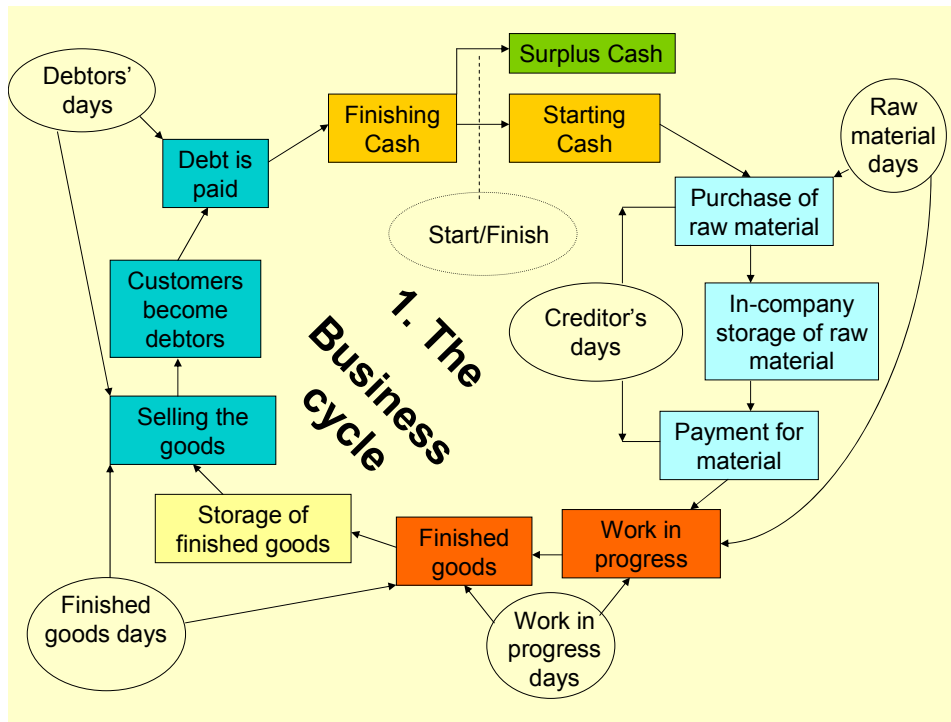 Surplus Cash
Debtors'
days
Finishing
Cash
Starting
Cash
Raw
material
days
Debt is
paid
Purchase of
raw material
Start/Finish
Customers
become
debtors
1. The
Business
cycle
Creditor's
days
In-company
storage of raw
material
Selling the
goods
Payment for
material
Storage of
finished goods
Finished
goods
Work in
progress
Finished
goods days
Work in
progress
days